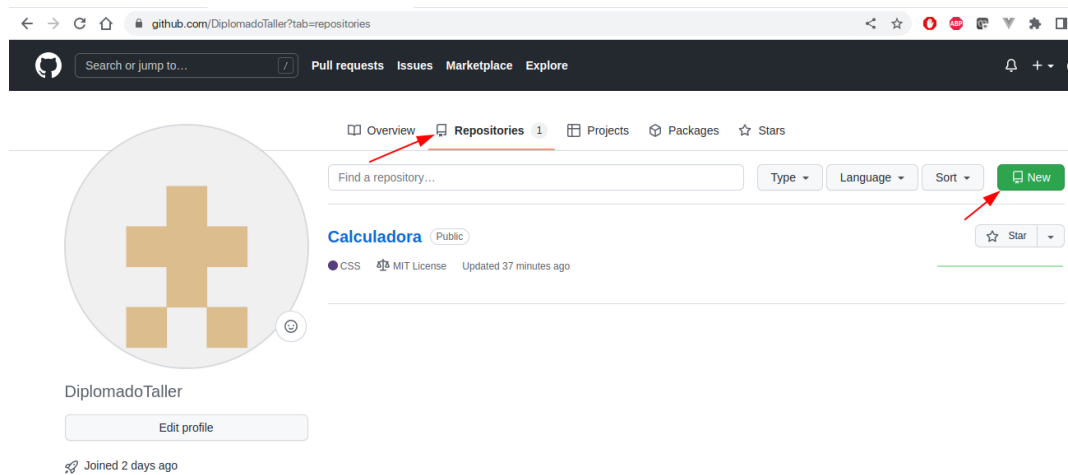 github.com/DiplomadoTaller?tab=repositories
ABP
Search or jump to... / Pull requests Issues Marketplace Explore
Overview Repositories 1 Projects Packages Stars
Find a repository... Type Language Sort New
Calculadora Public Star
CSS MIT License Updated 37 minutes ago
DiplomadoTaller
Edit profile
Joined 2 days ago